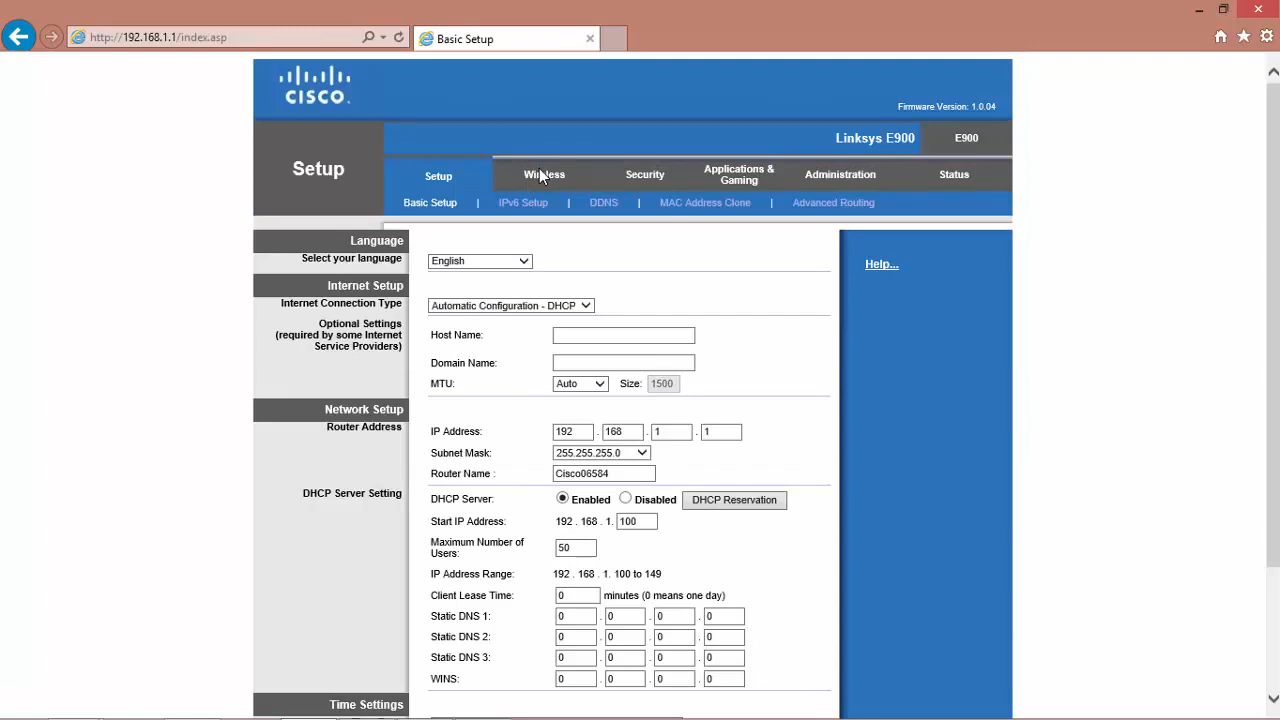 http://192.168.1.1/index.asp
Basic Setup
CISCO.
Firmware Version: 1.0.04
Linksys E900
E900
Setup
Setup
Wireless
Security
Applications &
Gaming
Administration
Status
Basic Setup | IPv6 Setup | DDNS | MAC Address Clone | Advanced Routing
Language
Select your language
English
Help...
Internet Setup
Internet Connection Type
Automatic Configuration - DHCP
Optional Settings
(required by some Internet
Service Providers)
Host Name:
Domain Name:
MTU: Auto Size: 1500
Network Setup
Router Address
IP Address: 192 . 168 . 1 . 1
Subnet Mask: 255.255.255.0
Router Name : Cisco06584
DHCP Server Setting
DHCP Server: Enabled Disabled DHCP Reservation
Start IP Address: 192 . 168 . 1. 100
Maximum Number of
Users: 50
IP Address Range: 192 . 168 . 1. 100 to 149
Client Lease Time: 0 minutes (0 means one day)
Static DNS 1: 0 . 0 . 0 . 0
Static DNS 2: 0 . 0 . 0 . 0
Static DNS 3: 0 . 0 . 0 . 0
WINS: 0 . 0 . 0 . 0
Time Settings